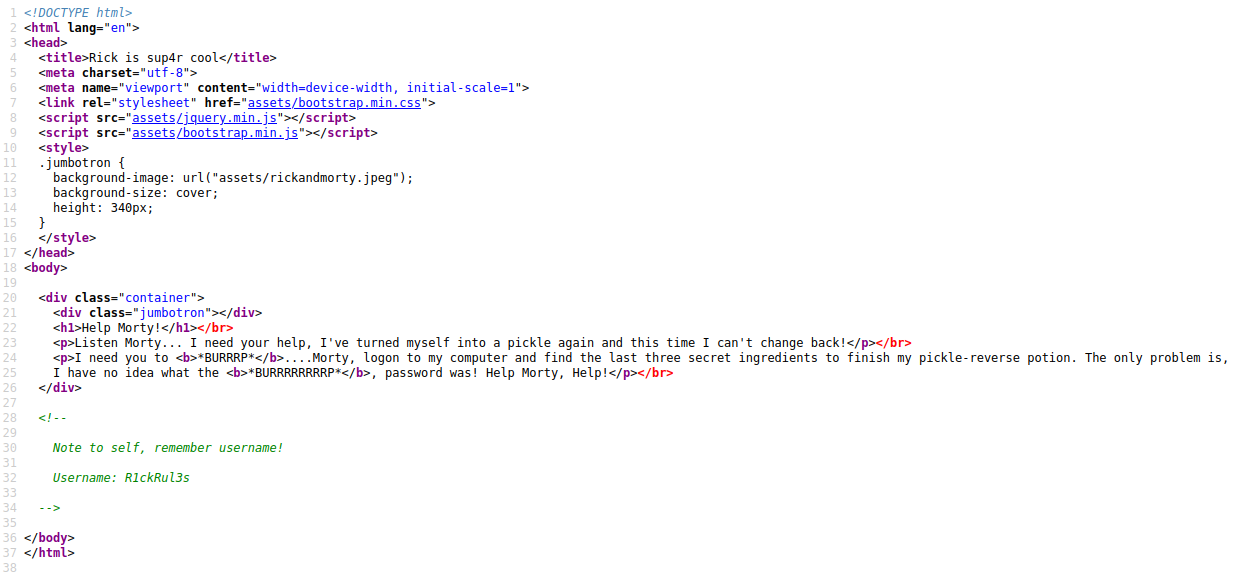 1 <!DOCTYPE html>
2 <html lang="en">
3 <head>
4   <title>Rick is sup4r cool</title>
5   <meta charset="utf-8">
6   <meta name="viewport" content="width=device-width, initial-scale=1">
7   <link rel="stylesheet" href="assets/bootstrap.min.css">
8   <script src="assets/jquery.min.js"></script>
9   <script src="assets/bootstrap.min.js"></script>
10   <style>
11   .jumbotron {
12     background-image: url("assets/rickandmorty.jpeg");
13     background-size: cover;
14     height: 340px;
15   }
16   </style>
17 </head>
18 <body>
19
20   <div class="container">
21     <div class="jumbotron"></div>
22     <h1>Help Morty!</h1></br>
23     <p>Listen Morty... I need your help, I've turned myself into a pickle again and this time I can't change back!</p></br>
24     <p>I need you to <b>*BURRRP*</b>....Morty, logon to my computer and find the last three secret ingredients to finish my pickle-reverse potion. The only problem is,
25     I have no idea what the <b>*BURRRRRRRRP*</b>, password was! Help Morty, Help!</p></br>
26   </div>
27
28   <!--
29
30     Note to self, remember username!
31
32     Username: R1ckRul3s
33
34   -->
35
36 </body>
37 </html>
38